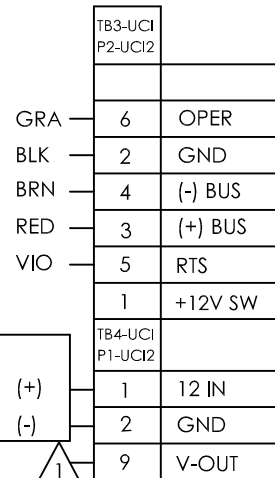 TB3-UCI
P2-UCI2
GRA 6 OPER
BLK 2 GND
BRN 4 (-) BUS
RED 3 (+) BUS
VIO 5 RTS
1 +12V SW
TB4-UCI
P1-UCI2
(+) 1 12 IN
(-) 2 GND
1 9 V-OUT